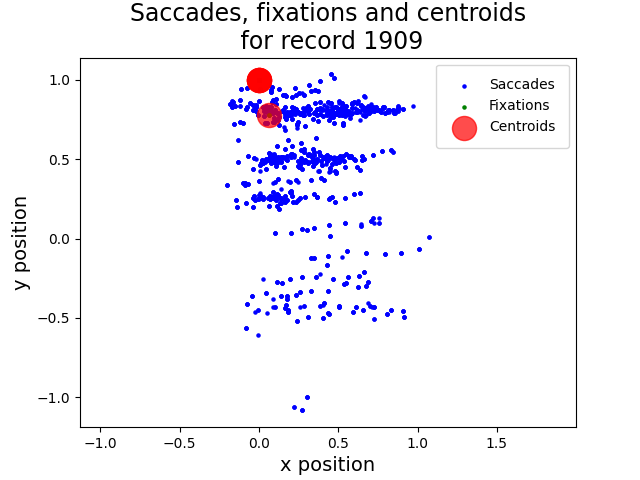 Saccades, fixations and centroids
for record 1909
Saccades
Fixations
Centroids
1.0
0.5
0.0
−0.5
−1.0
y position
−1.0
−0.5
0.0
0.5
1.0
1.5
x position